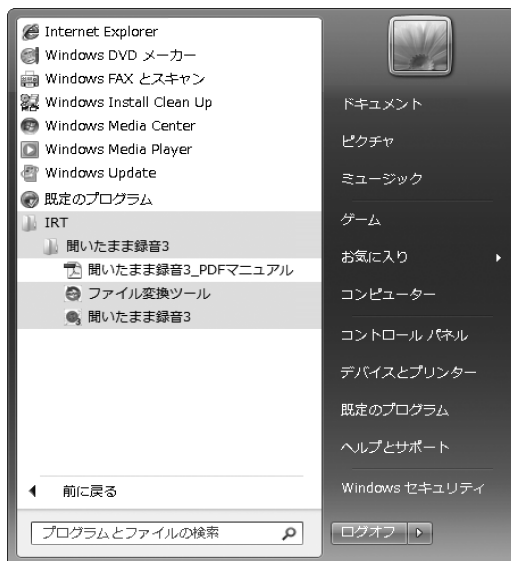 Internet Explorer
Windows DVD メーカー
Windows FAX とスキャン
Windows Install Clean Up
Windows Media Center
Windows Media Player
Windows Update
既定のプログラム
IRT
聞いたまま録音3
聞いたまま録音3_PDFマニュアル
ファイル変換ツール
聞いたまま録音3
前に戻る
プログラムとファイルの検索
ドキュメント
ピクチャ
ミュージック
ゲーム
お気に入り
コンピューター
コントロール パネル
デバイスとプリンター
既定のプログラム
ヘルプとサポート
Windows セキュリティ
ログオフ